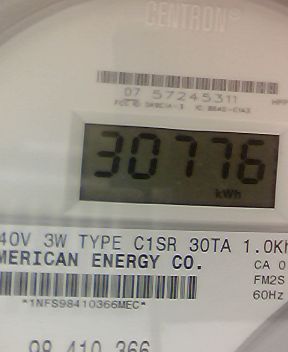 CENTRON®
07 57245311
30776
kWh
40V 3W TYPE C1SR 30TA 1.0Kh
MERICAN ENERGY CO.
CA 0
FM2S
*1NFS98410366MEC*
60Hz
98 410 366